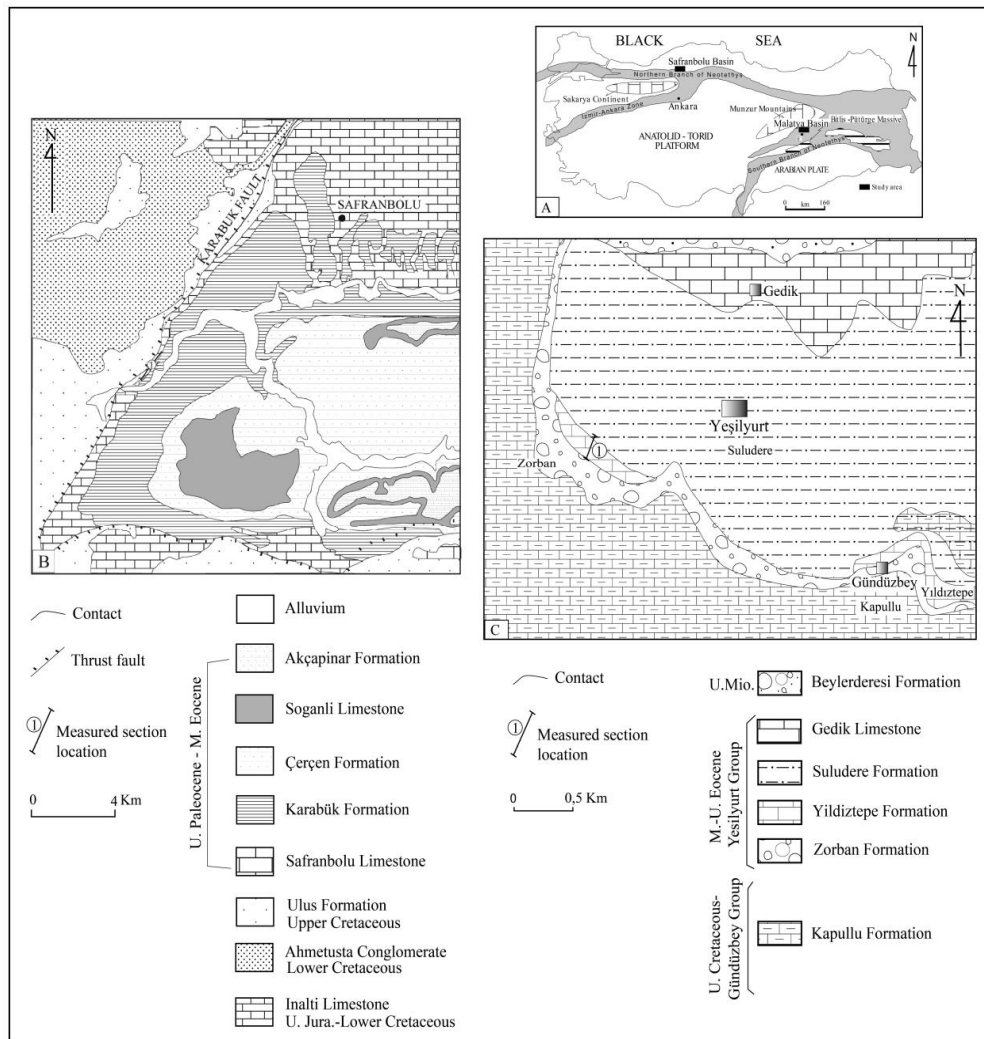 BLACK SEA
N
Safranbolu Basin
Northern Branch of Neotethys
Sakarya Continent
Izmir-Ankara Zone
Ankara
Munzur Mountains
Malatya Basin
Bitlis-Pütürge Massive
ANATOLID - TORID
PLATFORM
Southern Branch of Neotethys
ARABIAN PLATE
Study area
0 km 160
A
N
KARABUK FAULT
SAFRANBOLU
B
N
Gedik
Yeşilyurt
Suludere
1
Zorban
Gündüzbey
Yıldıztepe
Kapullu
C
Contact
Thrust fault
1
Measured section
location
0 4 Km
U. Paleocene - M. Eocene
Alluvium
Akçapinar Formation
Soganli Limestone
Çerçen Formation
Karabük Formation
Safranbolu Limestone
Ulus Formation
Upper Cretaceous
Ahmetusta Conglomerate
Lower Cretaceous
Inalti Limestone
U. Jura.-Lower Cretaceous
Contact
1
Measured section
location
0 0,5 Km
U.Mio.
Beylerderesi Formation
M.-U. Eocene
Yesilyurt Group
Gedik Limestone
Suludere Formation
Yildiztepe Formation
Zorban Formation
U. Cretaceous-
Gündüzbey Group
Kapullu Formation